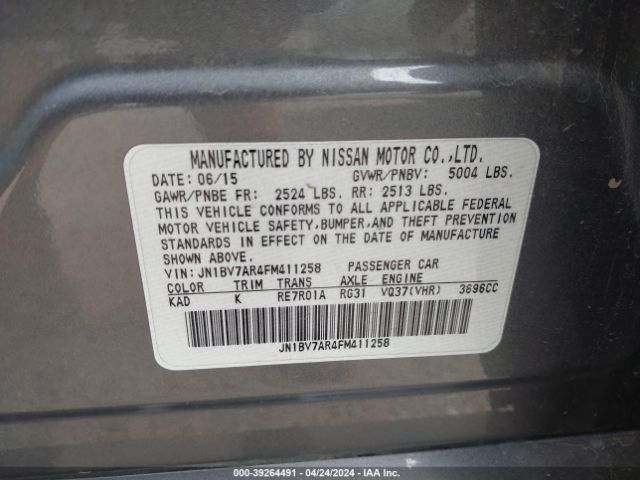 MANUFACTURED BY NISSAN MOTOR CO.,LTD.
DATE: 06/15 GVWR/PNBV: 5004 LBS.
GAWR/PNBE FR: 2524 LBS. RR: 2513 LBS.
THIS VEHICLE CONFORMS TO ALL APPLICABLE FEDERAL
MOTOR VEHICLE SAFETY,BUMPER,AND THEFT PREVENTION
STANDARDS IN EFFECT ON THE DATE OF MANUFACTURE
SHOWN ABOVE.
VIN: JN1BV7AR4FM411258 PASSENGER CAR
COLOR TRIM TRANS AXLE ENGINE
KAD K RE7R01A RG31 VQ37(VHR) 3696CC
JN1BV7AR4FM411258
000-39264491 - 04/24/2024 - IAA Inc.